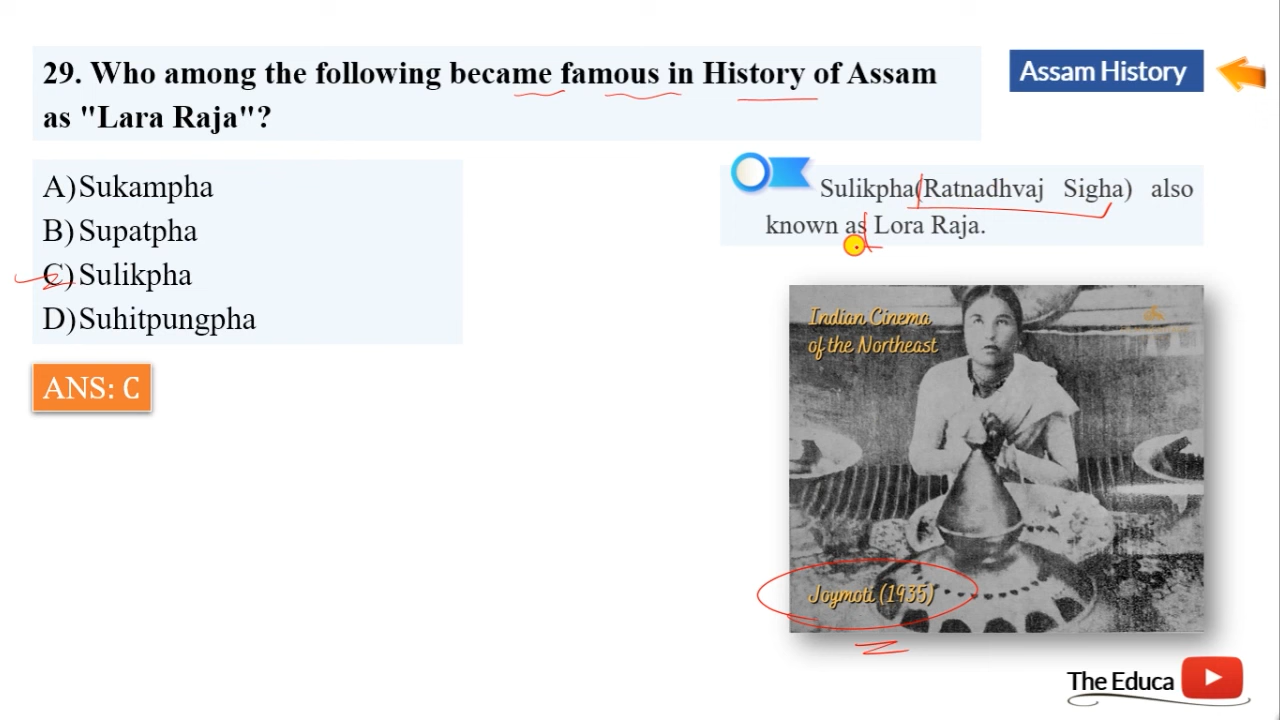 29. Who among the following became famous in History of Assam
as "Lara Raja"?
Assam History
A) Sukampha
B) Supatpha
C) Sulikpha
D) Suhitpungpha
ANS: C
Sulikpha(Ratnadhvaj Sigha) also
known as Lora Raja.
Indian Cinema
of the Northeast
Joymoti (1935)
The Educa